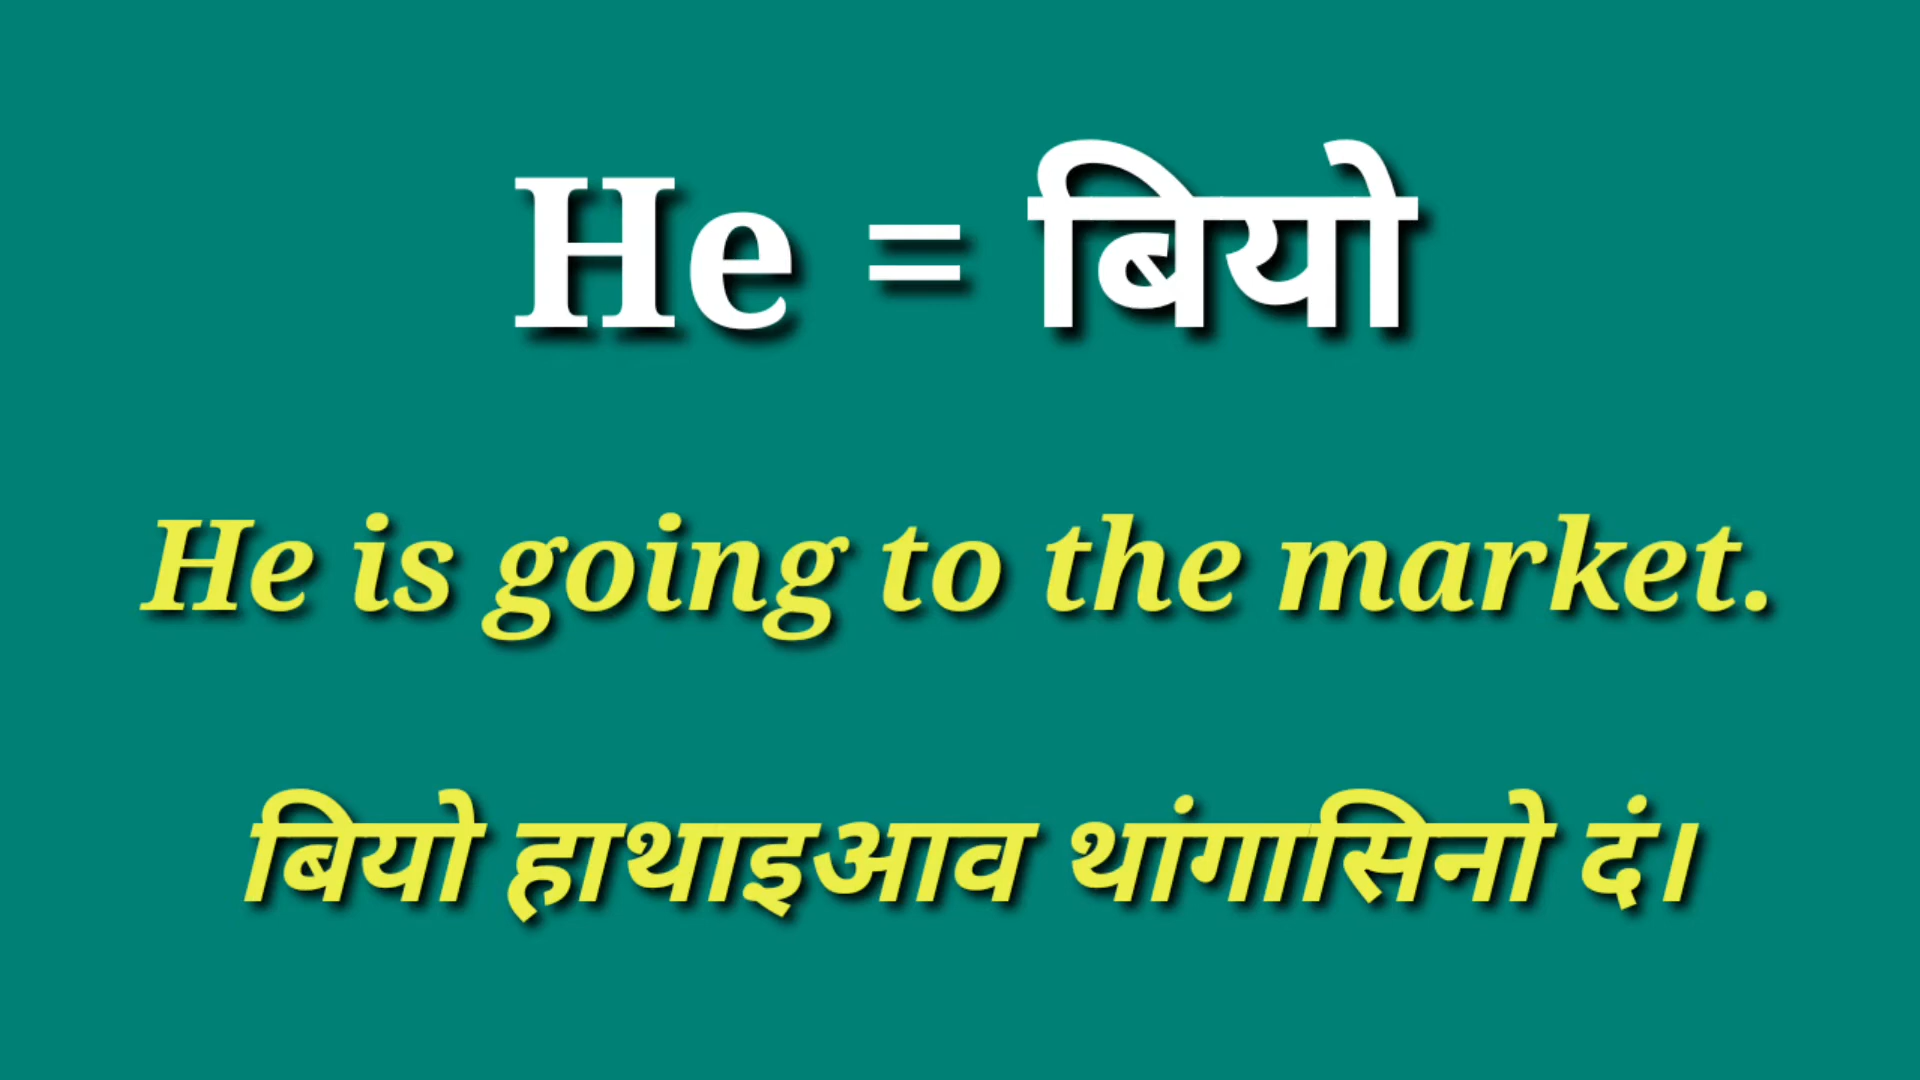 He = बियो
He is going to the market.
बियो हाथाइआव थांगासिनो दं।